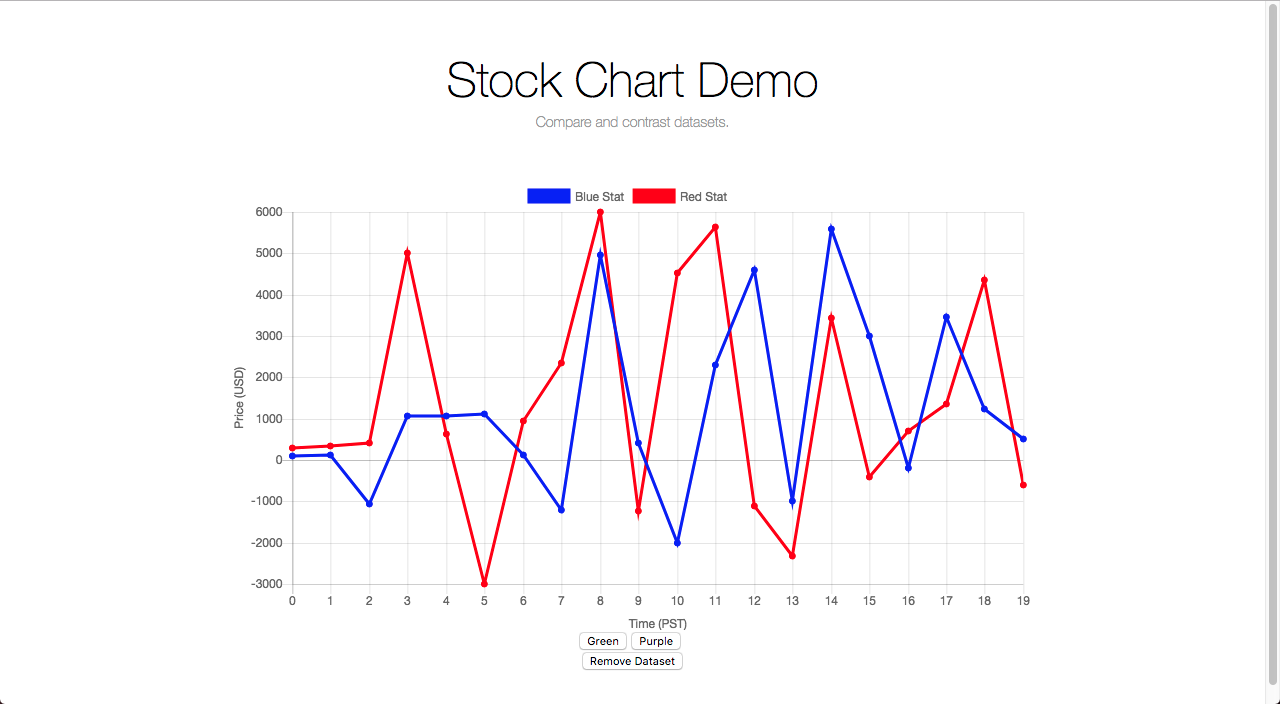 Stock Chart Demo
Compare and contrast datasets.
Blue Stat Red Stat
6000
5000
4000
3000
2000
1000
0
-1000
-2000
-3000
Price (USD)
0 1 2 3 4 5 6 7 8 9 10 11 12 13 14 15 16 17 18 19
Time (PST)
Green Purple
Remove Dataset